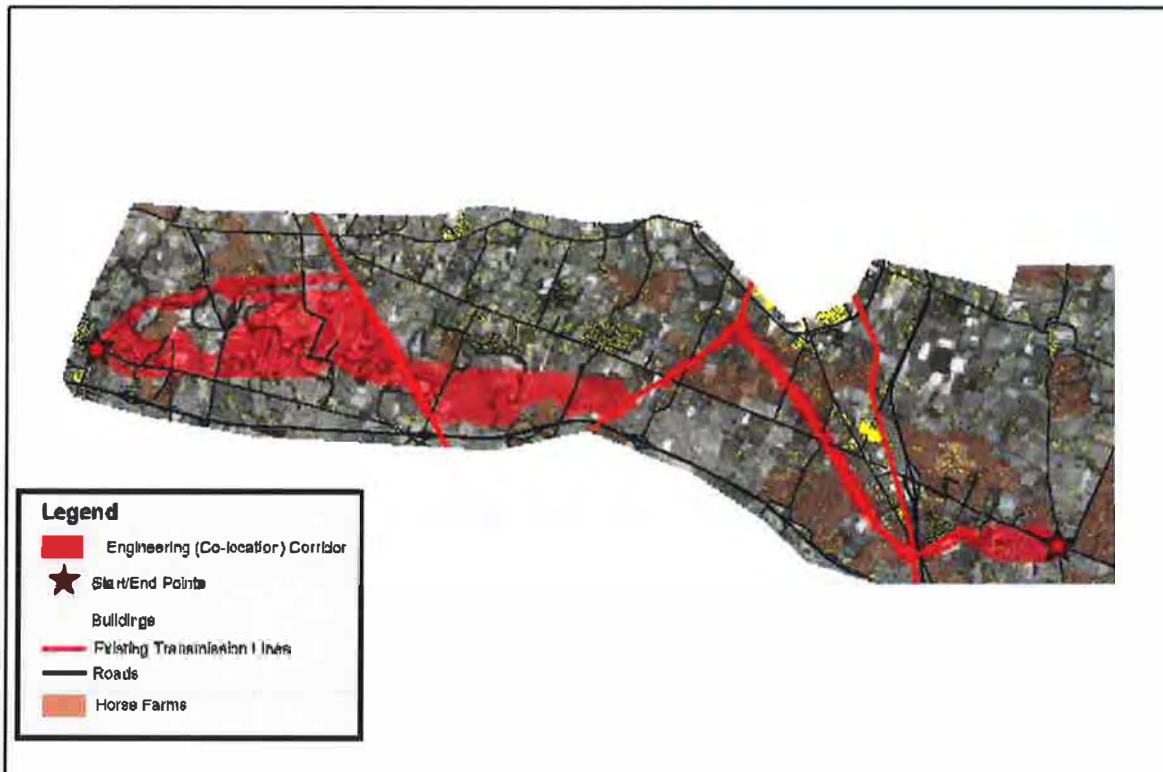 Legend
Engineering (Co-location) Corridor
Start/End Points
Buildings
Existing Transmission Lines
Roads
Horse Farms